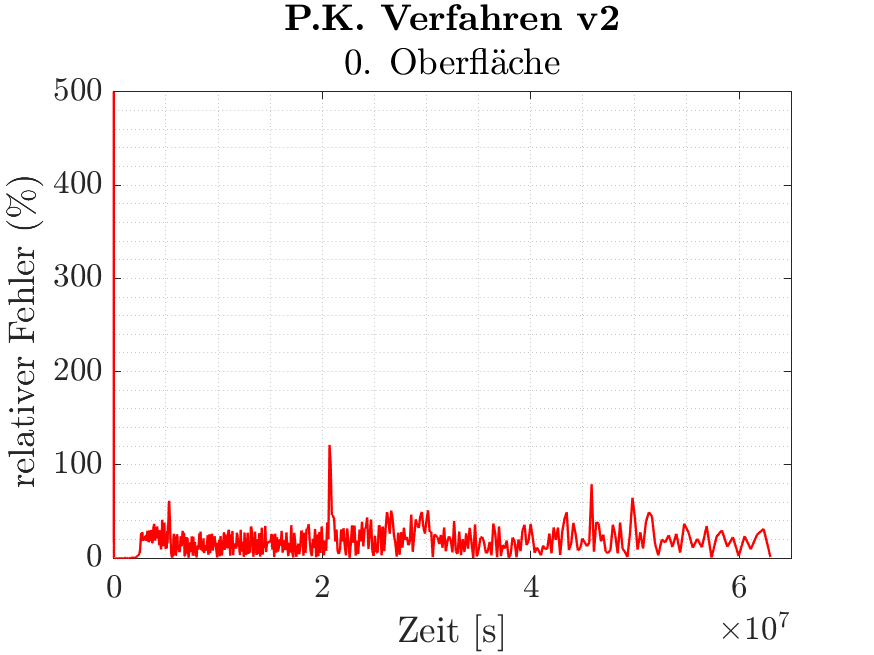 P.K. Verfahren v2
0. Oberfläche
relativer Fehler (%)
500
400
300
200
100
0
0 2 4 6
×10⁷
Zeit [s]